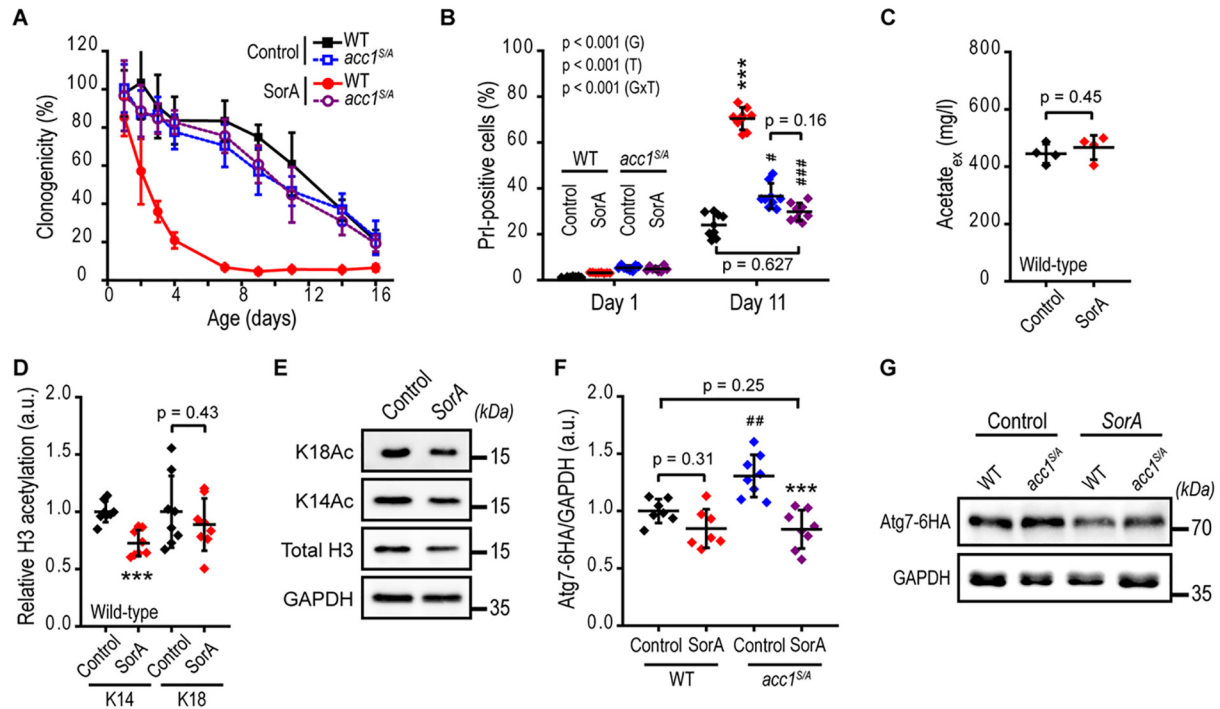 A
Clonogenicity (%)
120
100
80
60
40
20
0
0 4 8 12 16
Age (days)
Control
WT
acc1S/A
SorA
WT
acc1S/A
B
PrI-positive cells (%)
100
80
60
40
20
0
p < 0.001 (G)
p < 0.001 (T)
p < 0.001 (GxT)
WT acc1S/A
Control SorA Control SorA
***
p = 0.16
#
###
p = 0.627
Day 1 Day 11
C
Acetateex (mg/l)
800
600
400
200
0
p = 0.45
Wild-type
Control SorA
D
Relative H3 acetylation (a.u.)
2.0
1.5
1.0
0.5
0.0
p = 0.43
***
Wild-type
Control SorA Control SorA
K14 K18
E
Control SorA (kDa)
K18Ac 15
K14Ac 15
Total H3 15
GAPDH 35
F
Atg7-6HA/GAPDH (a.u.)
2.0
1.5
1.0
0.5
0.0
p = 0.25
##
p = 0.31
***
Control SorA Control SorA
WT acc1S/A
G
Control SorA
WT acc1S/A WT acc1S/A (kDa)
Atg7-6HA 70
GAPDH 35